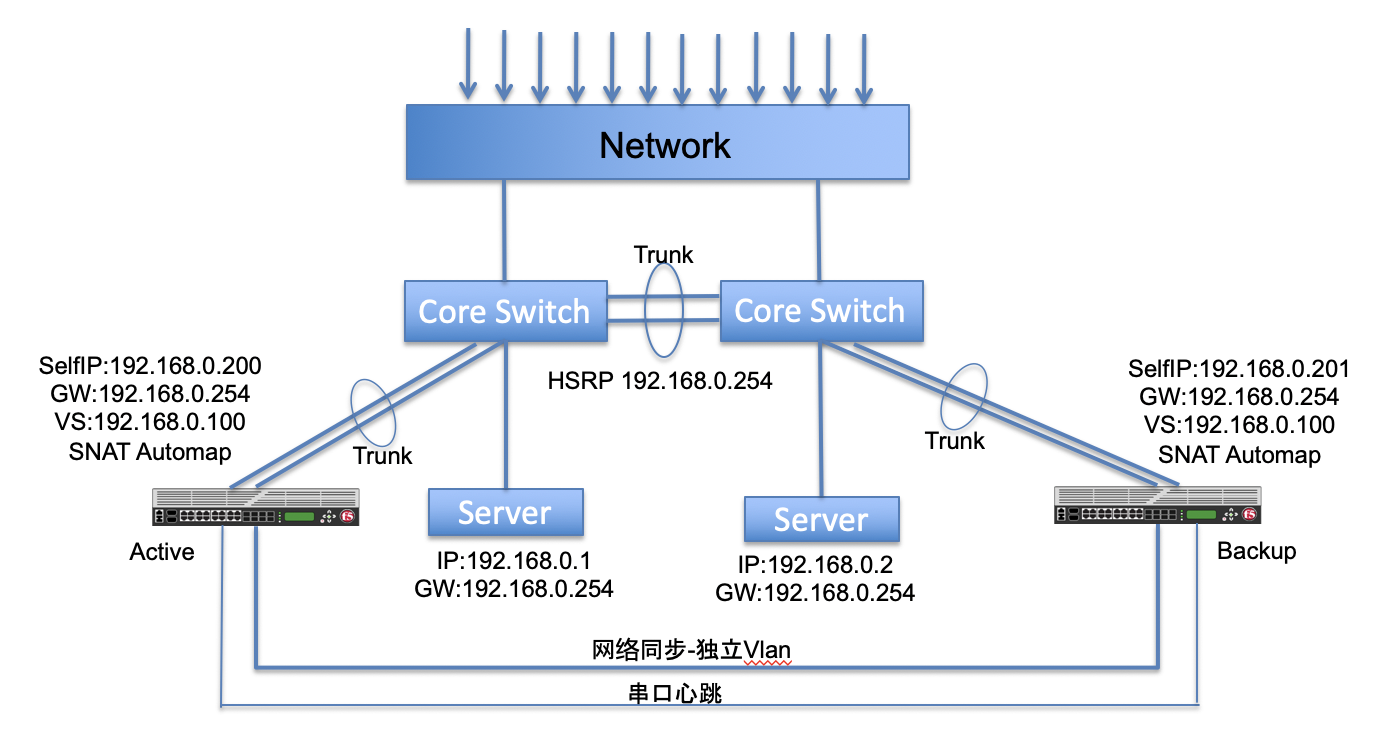 Network
Trunk
Core Switch
Core Switch
HSRP 192.168.0.254
SelfIP:192.168.0.200
GW:192.168.0.254
VS:192.168.0.100
SNAT Automap
SelfIP:192.168.0.201
GW:192.168.0.254
VS:192.168.0.100
SNAT Automap
Trunk
Trunk
f5
Server
Server
f5
Active
IP:192.168.0.1
GW:192.168.0.254
IP:192.168.0.2
GW:192.168.0.254
Backup
网络同步-独立Vlan
串口心跳